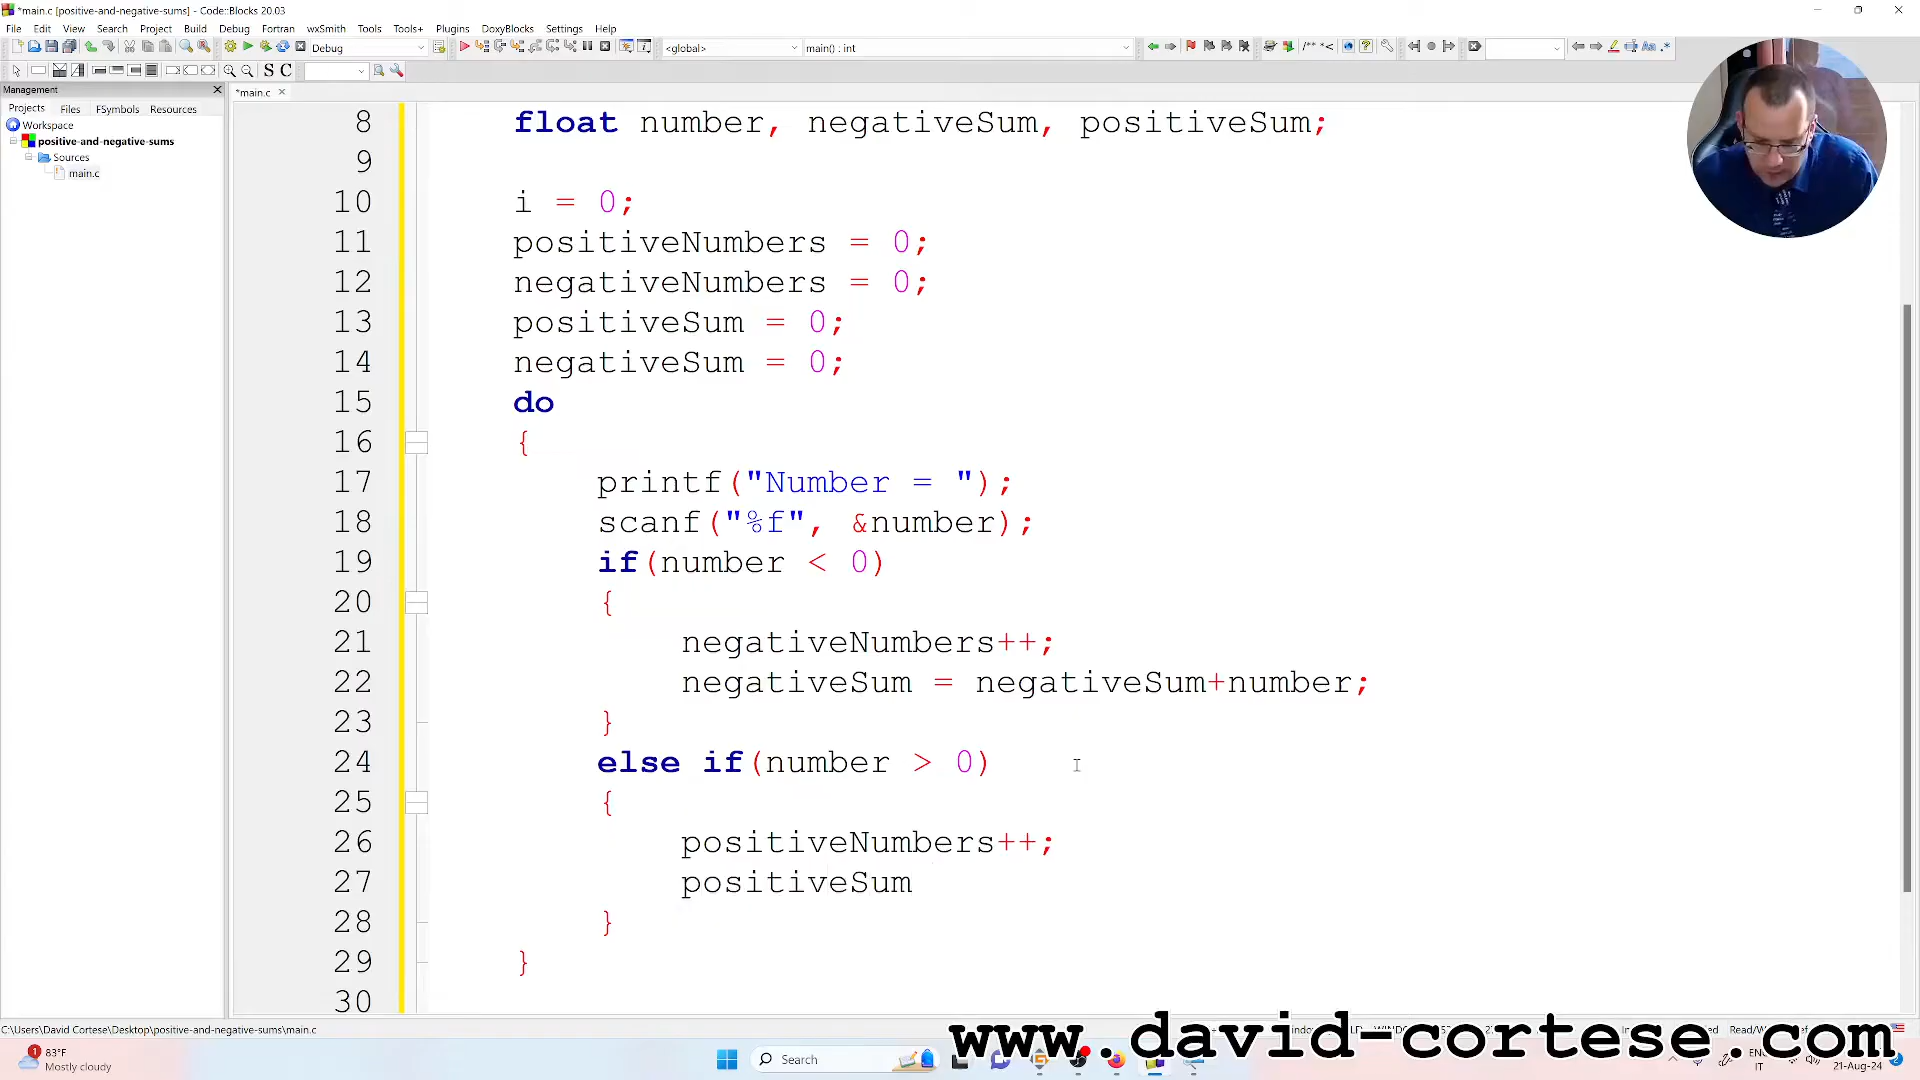 *main.c [positive-and-negative-sums] - Code::Blocks 20.03
File Edit View Search Project Build Debug Fortran wxSmith Tools Tools+ Plugins DoxyBlocks Settings Help
Debug <global> main() : int
S C
Management
*main.c
Projects Files FSymbols Resources
Workspace
positive-and-negative-sums
Sources
main.c
8 float number, negativeSum, positiveSum;
9
10 i = 0;
11 positiveNumbers = 0;
12 negativeNumbers = 0;
13 positiveSum = 0;
14 negativeSum = 0;
15 do
16 {
17 printf("Number = ");
18 scanf("%f", &number);
19 if(number < 0)
20 {
21 negativeNumbers++;
22 negativeSum = negativeSum+number;
23 }
24 else if(number > 0)
25 {
26 positiveNumbers++;
27 positiveSum
28 }
29 }
30
C:\Users\David Cortese\Desktop\positive-and-negative-sums\main.c
www.david-cortese.com
1
83°F
Mostly cloudy
Search
IT
21-Aug-24